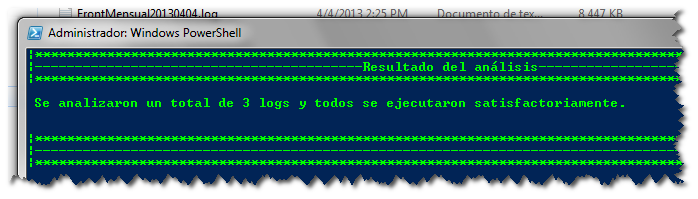 FrontMensual20130404.log 4/4/2013 2:25 PM Documento de tex... 8.447 KB
Administrador: Windows PowerShell
Resultado del análisis
Se analizaron un total de 3 logs y todos se ejecutaron satisfactoriamente.